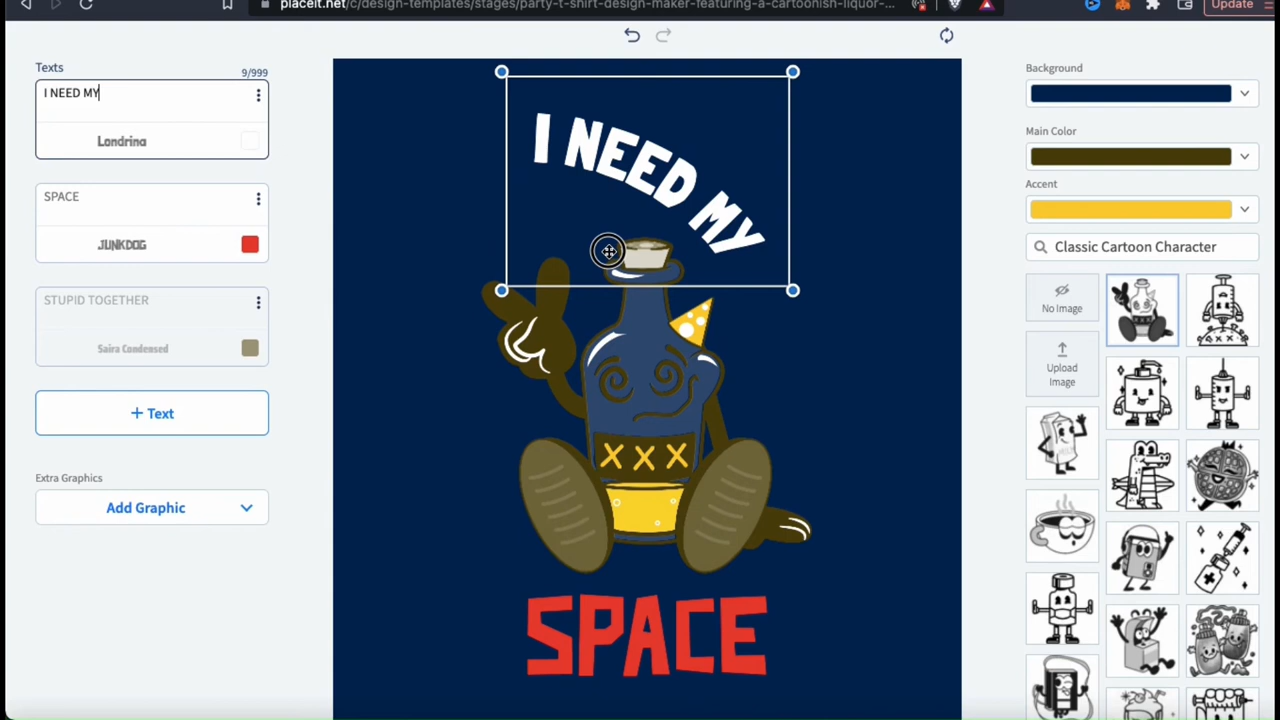 placeit.net/c/design-templates/stages/party-t-shirt-design-maker-featuring-a-cartoonish-liquor-...
Update
Texts
9/999
I NEED MY
Londrina
SPACE
JUNKDOG
STUPID TOGETHER
Saira Condensed
+ Text
Extra Graphics
Add Graphic
I NEED MY
X X X
SPACE
Background
Main Color
Accent
Classic Cartoon Character
No Image
Upload
Image